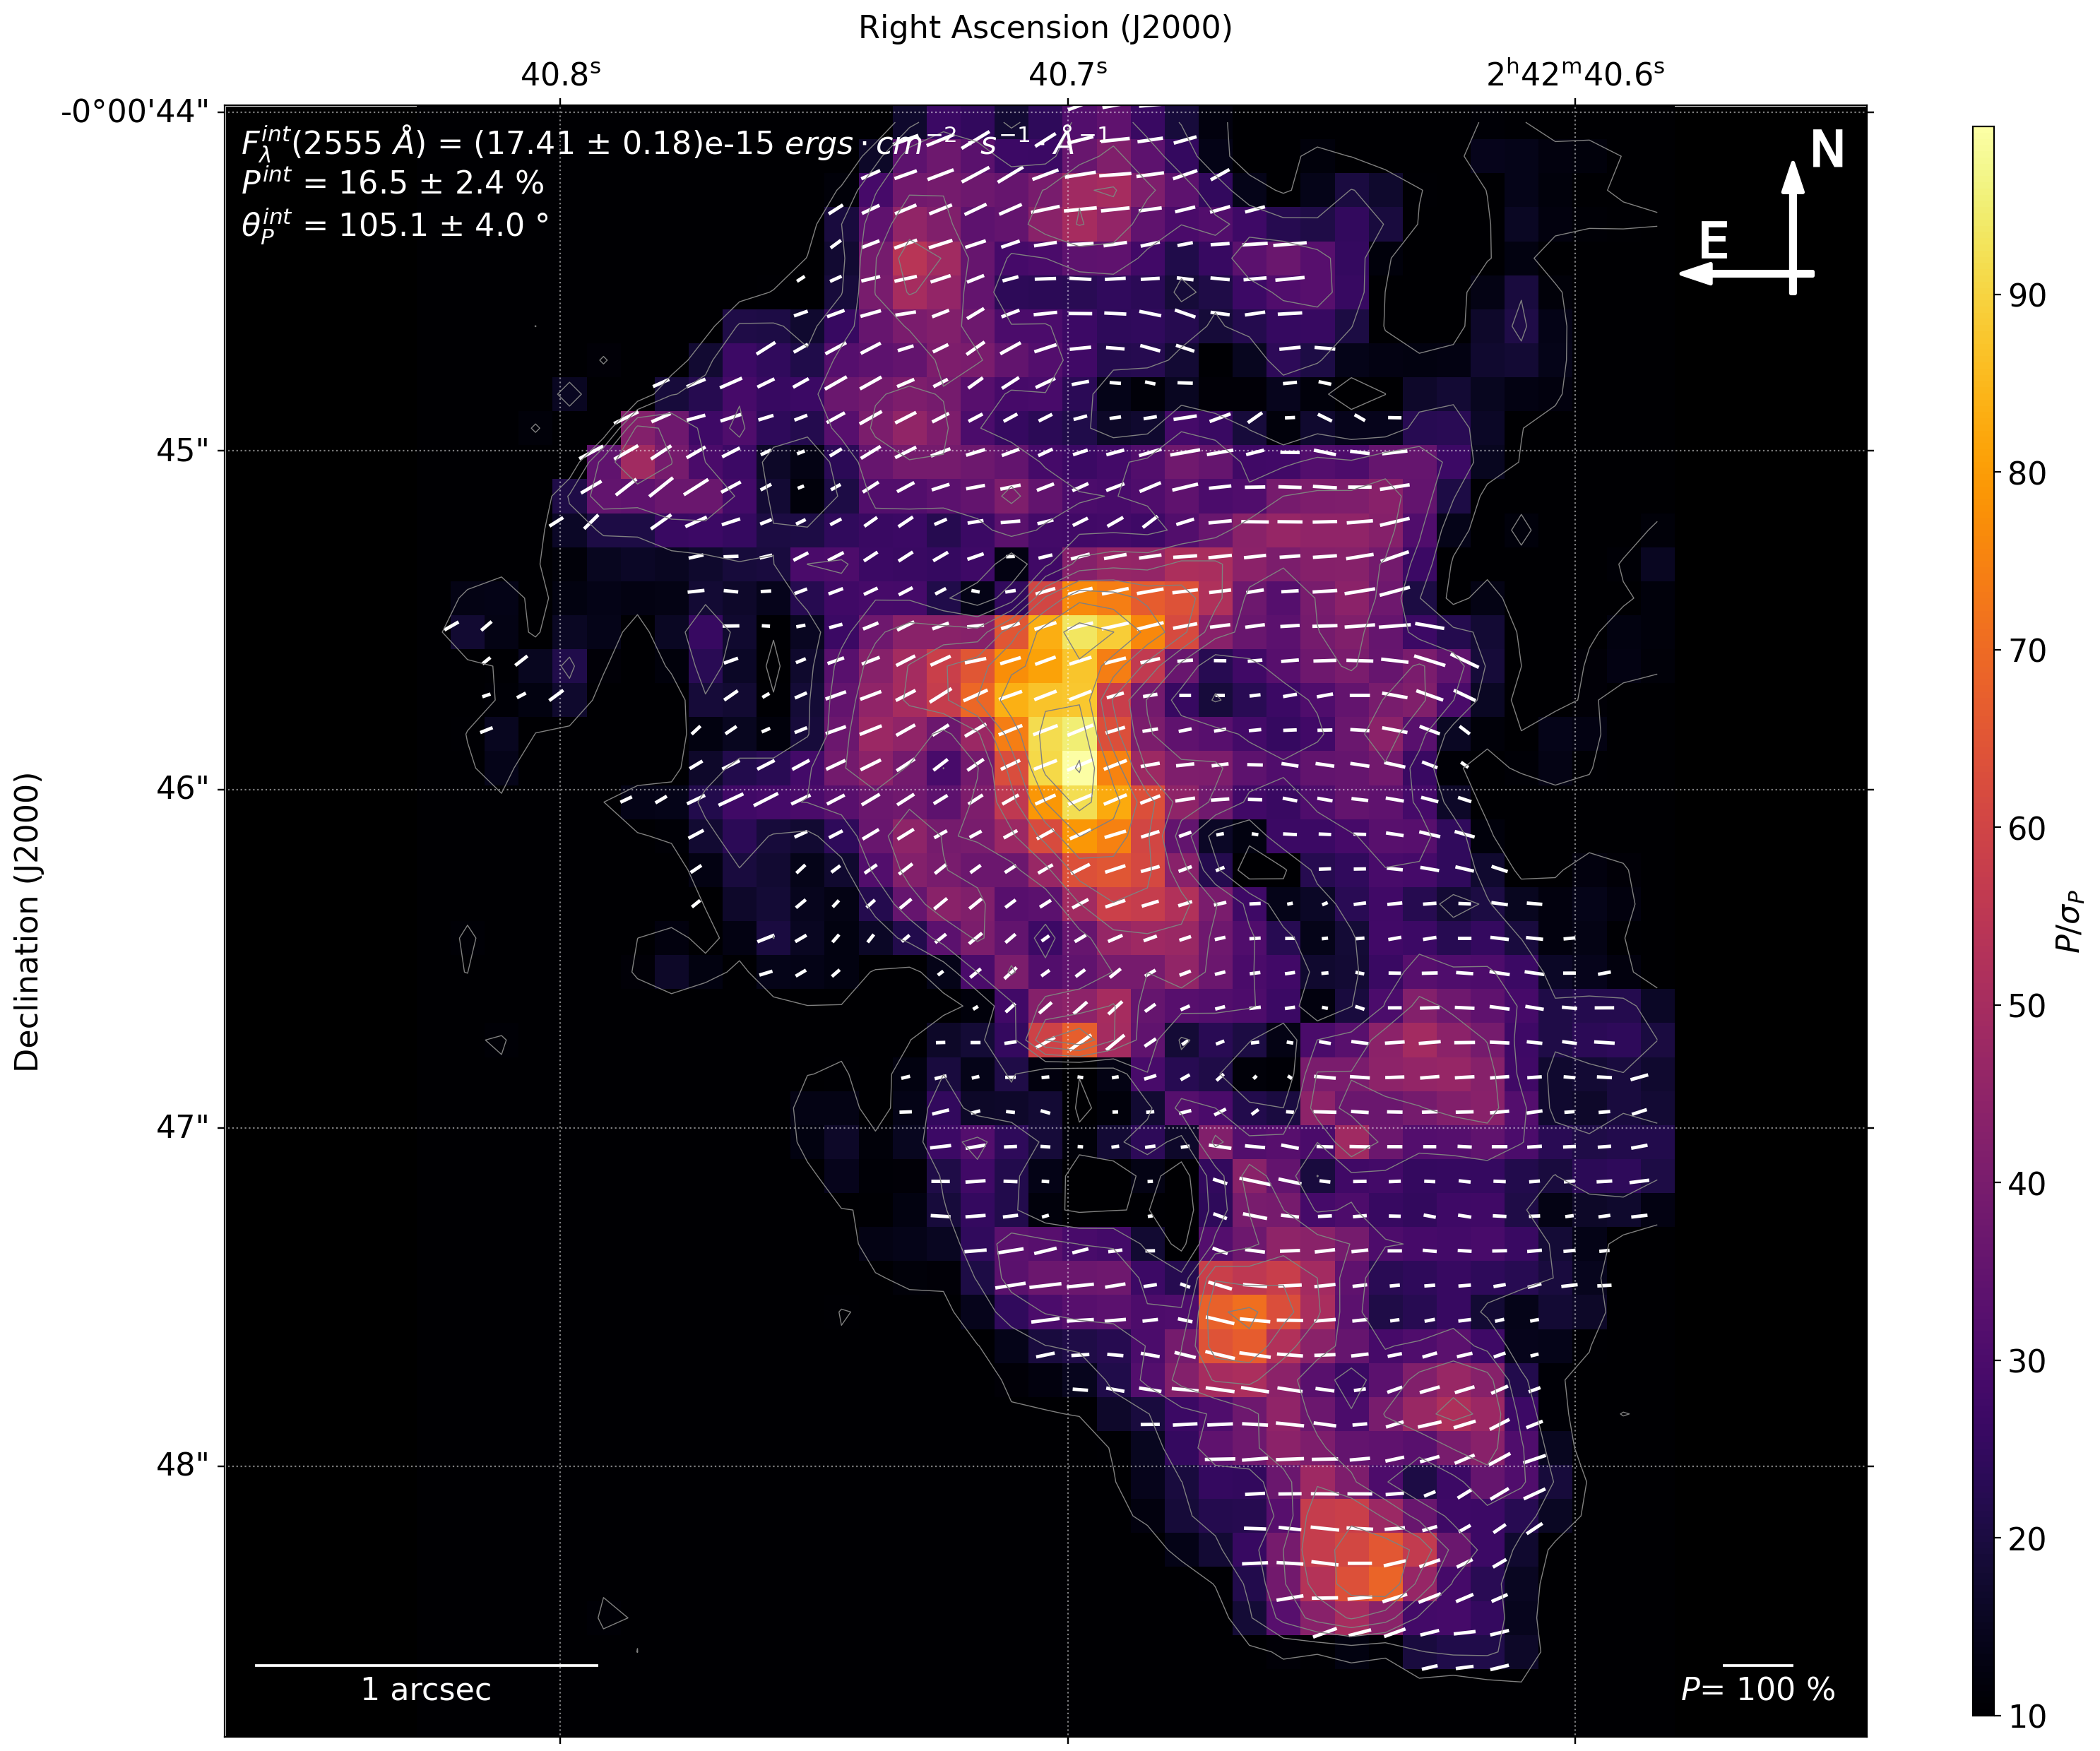 Right Ascension (J2000)
40.8ˢ 40.7ˢ 2ʰ42ᵐ40.6ˢ
-0°00'44"
45"
46"
47"
48"
Declination (J2000)
F_λ^int(2555 Å) = (17.41 ± 0.18)e-15 ergs · cm⁻² · s⁻¹ · Å⁻¹
P^int = 16.5 ± 2.4 %
θ_P^int = 105.1 ± 4.0 °
N
E
1 arcsec
P= 100 %
90
80
70
60
50
40
30
20
10
P/σ_P